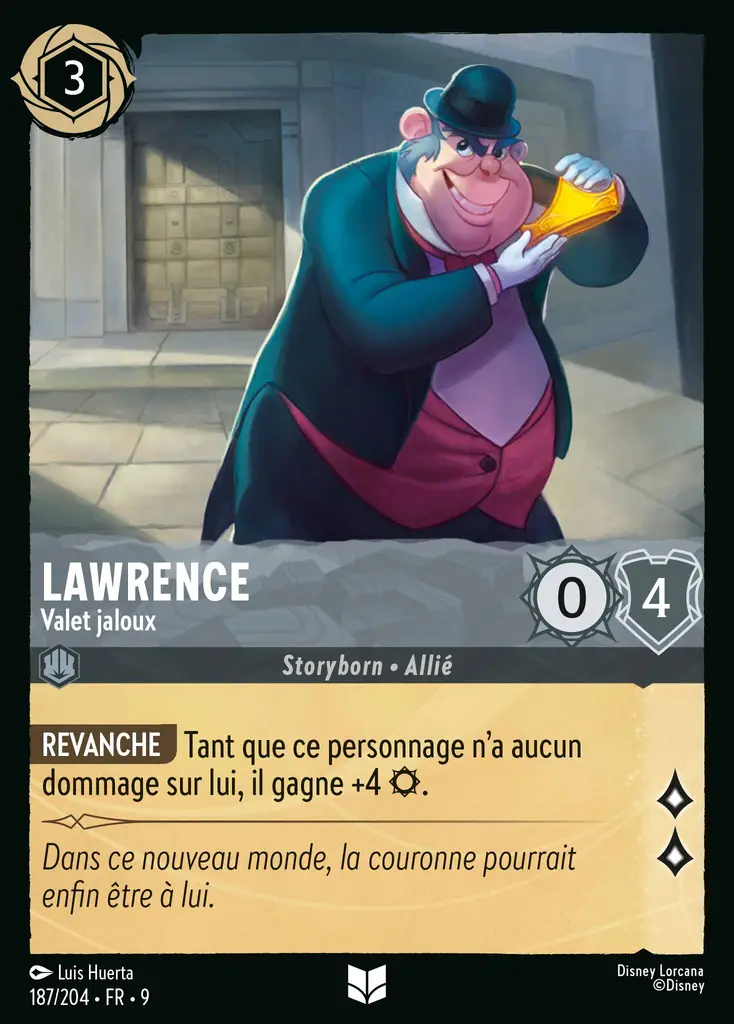 3
LAWRENCE
Valet jaloux
0
4
Storyborn • Allié
REVANCHE Tant que ce personnage n'a aucun
dommage sur lui, il gagne +4 .
Dans ce nouveau monde, la couronne pourrait
enfin être à lui.
Luis Huerta
187/204 • FR • 9
Disney Lorcana
©Disney